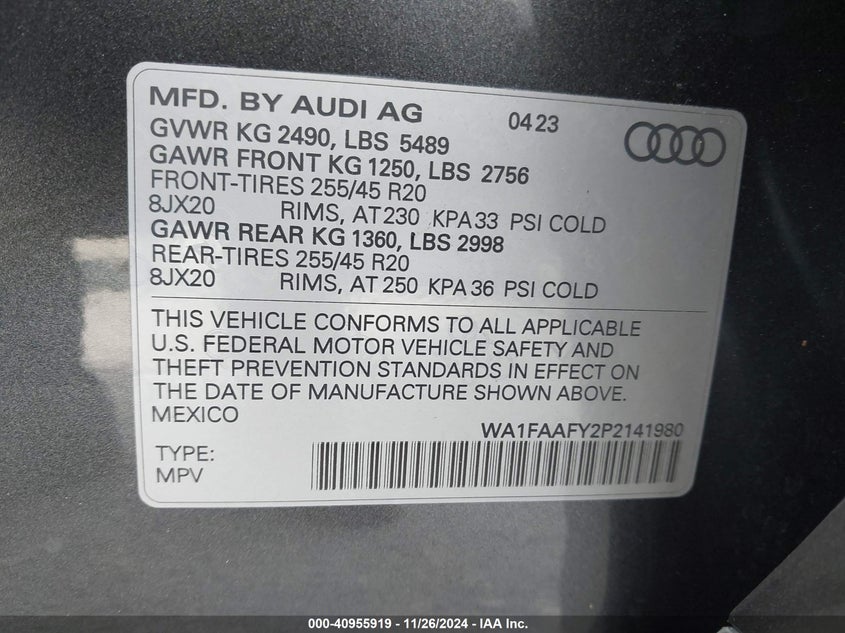 MFD. BY AUDI AG 0423
GVWR KG 2490, LBS 5489
GAWR FRONT KG 1250, LBS 2756
FRONT-TIRES 255/45 R20
8JX20 RIMS, AT 230 KPA 33 PSI COLD
GAWR REAR KG 1360, LBS 2998
REAR-TIRES 255/45 R20
8JX20 RIMS, AT 250 KPA 36 PSI COLD
THIS VEHICLE CONFORMS TO ALL APPLICABLE
U.S. FEDERAL MOTOR VEHICLE SAFETY AND
THEFT PREVENTION STANDARDS IN EFFECT ON
THE DATE OF MANUFACTURE SHOWN ABOVE.
MEXICO
WA1FAAFY2P2141980
TYPE:
MPV
000-40955919 - 11/26/2024 - IAA Inc.